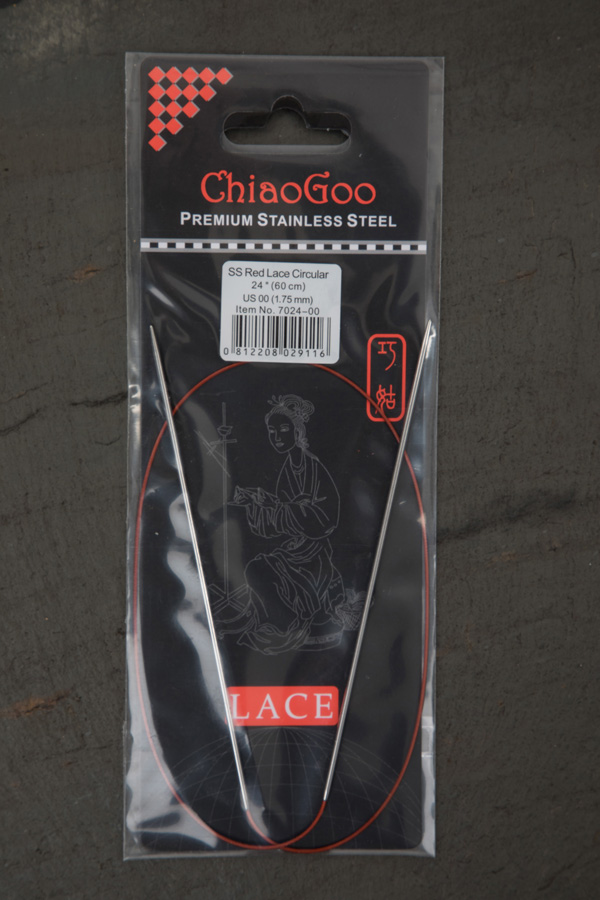 ChiaoGoo
PREMIUM STAINLESS STEEL
SS Red Lace Circular
24 " (60 cm)
US 00 (1.75 mm)
Item No. 7024-00
0 812208 029116
巧
姑
LACE